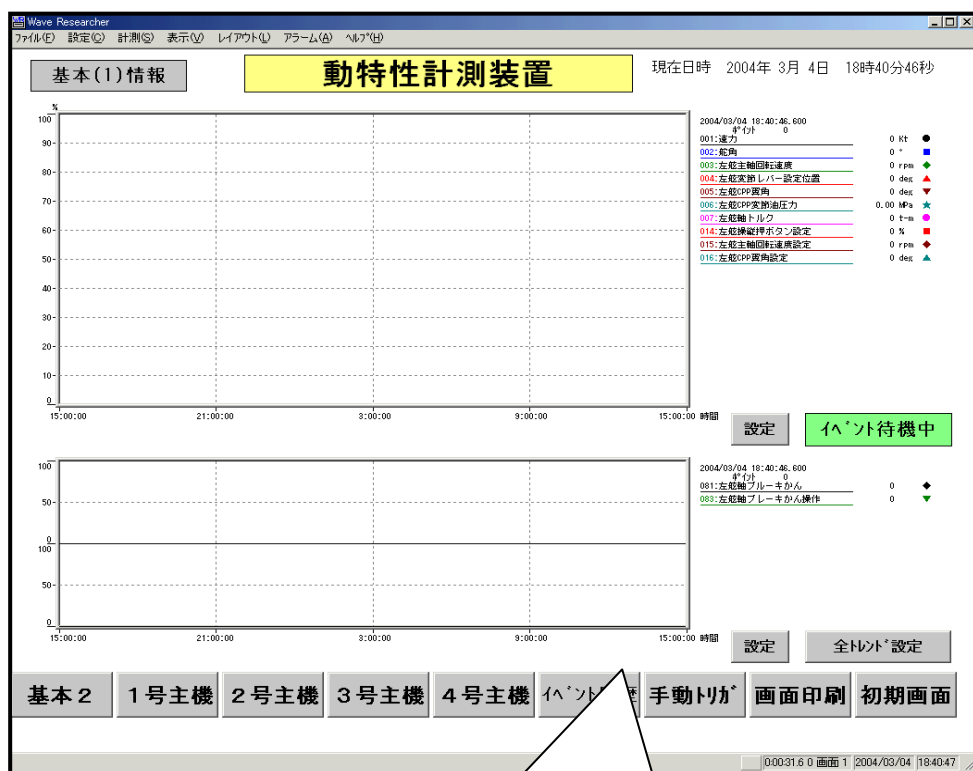 Wave Researcher
ファイル(F) 設定(C) 計測(S) 表示(V) レイアウト(L) アラーム(A) ヘルプ(H)
基本(1)情報
動特性計測装置
現在日時 2004年 3月 4日 18時40分46秒
%
100
90
80
70
60
50
40
30
20
10
0
15:00:00 21:00:00 3:00:00 9:00:00 15:00:00 時間
2004/03/04 18:40:46.600
ポイント 0
001:速力 0 Kt
002:舵角 0 °
003:左舷主軸回転速度 0 rpm
004:左舷変節レバー設定位置 0 deg
005:左舷CPP翼角 0 deg
006:左舷CPP変節油圧力 0.00 MPa
007:左舷軸トルク 0 t-m
014:左舷操縦押ボタン設定 0 %
015:左舷主軸回転速度設定 0 rpm
016:左舷CPP翼角設定 0 deg
設定
イベント待機中
100
50
0
100
50
0
15:00:00 21:00:00 3:00:00 9:00:00 15:00:00 時間
2004/03/04 18:40:46.600
ポイント 0
081:左舷軸ブルーキかん 0
083:左舷軸ブレーキかん操作 0
設定
全トレンド設定
基本2 1号主機 2号主機 3号主機 4号主機 イベント 歴 手動トリガ 画面印刷 初期画面
0:00:31.6 0 画面 1 2004/03/04 18:40:47